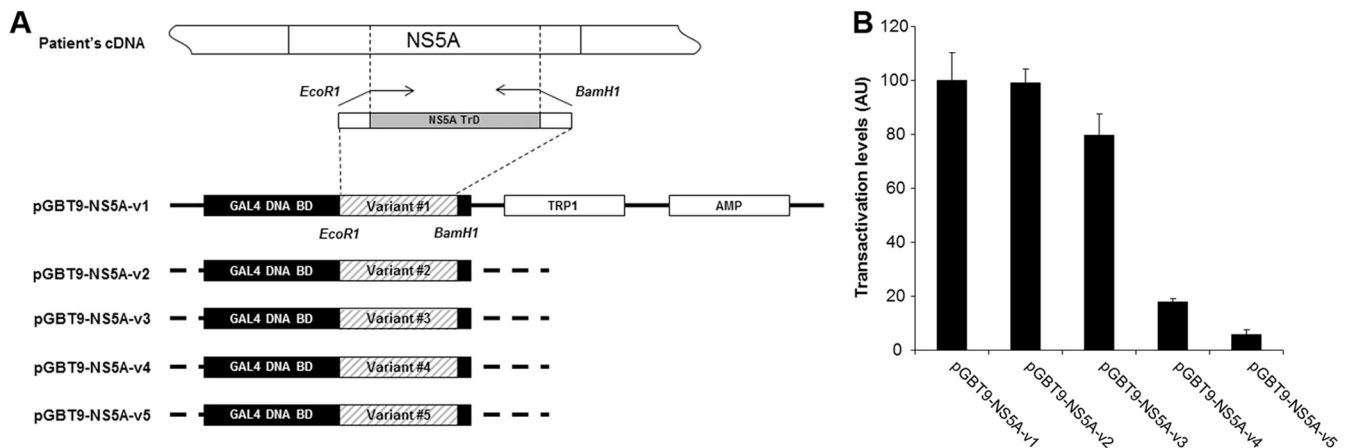 A
Patient's cDNA
NS5A
EcoR1
BamH1
NS5A TrD
pGBT9-NS5A-v1
GAL4 DNA BD
Variant #1
TRP1
AMP
EcoR1
BamH1
pGBT9-NS5A-v2
GAL4 DNA BD
Variant #2
pGBT9-NS5A-v3
GAL4 DNA BD
Variant #3
pGBT9-NS5A-v4
GAL4 DNA BD
Variant #4
pGBT9-NS5A-v5
GAL4 DNA BD
Variant #5
B
Transactivation levels (AU)
120
100
80
60
40
20
0
pGBT9-NS5A-v1
pGBT9-NS5A-v2
pGBT9-NS5A-v3
pGBT9-NS5A-v4
pGBT9-NS5A-v5